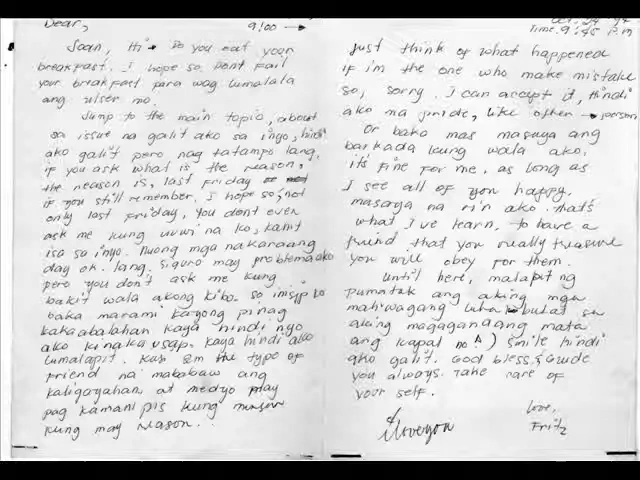 Dear, 9:00
Joan, Hi Do you eat your
breakfast. I hope so. Dont fail
your breakfast para wag lumalala
ang ulser mo.
Jump to the main topic, about
sa issue na galit ako sa inyo, hindi
ako galit pero nag tatampo lang,
if you ask what is the reason,
the reason is, last Friday
if you still remember. I hope so, not
only last Friday, you dont even
ask me kung uuwi na ko, kahit
isa sa inyo. Nuong mga nakaraang
day ok. lang. Siguro may problema ako
pero you don't ask me kung
bakit wala akong kibo. so inisip ko
baka marami kayong pinag
kakaabalahan kaya hindi nyo
ako kinakausap. kaya hindi ako
lumalapit. Kasi I'm the type of
friend na mababaw ang
kaligayahan at medyo may
pag kamanipis kung
kung may reason.
Oct. 24
Time: 9:45 P.M
Just think of what happened
if i'm the one who make mistake
so, sorry. I can accept it, hindi
ako ma pride, like other person
Or baka mas masaya ang
barkada kung wala ako.
it's fine for me, as long as
I see all of you happy,
masaya na rin ako. that's
what I've learn, to have a
friend that you really treasure
you will obey for them.
Until here, malapit ng
pumatak ang aking mga
mahiwagang luha butas sa
aking magagandang mata
ang kapal no ^ ) smile hindi
ako galit. God bless, & Guide
you always. Take care of
your self.
Love,
Iloveyou Fritz